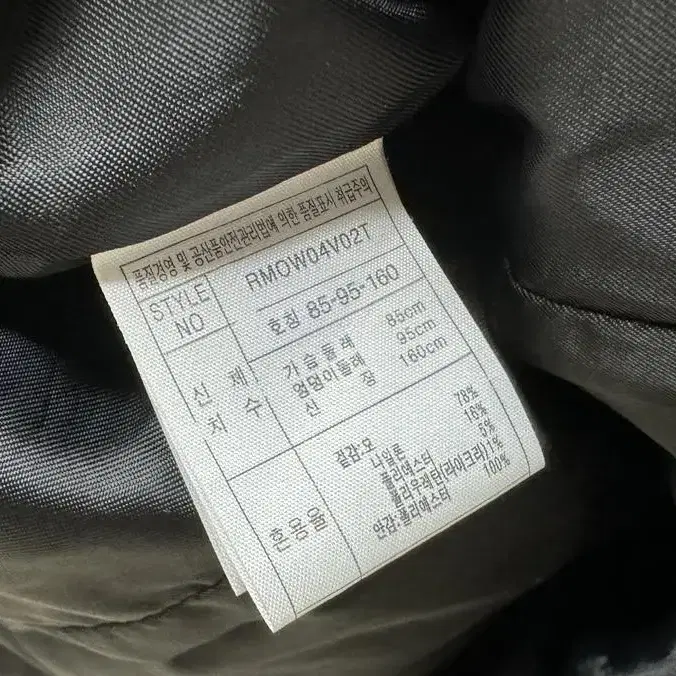 품질경영 및 공산품안전관리법에 의한 품질표시 취급주의
STYLE NO RMOW04V02T
호칭 85-95-160
신체 치수
가슴둘레 85cm
엉덩이둘레 95cm
신 장 160cm
혼용율
겉감:모 78%
나일론 16%
폴리에스터 5%
폴리우레탄(라이크라)1%
안감:폴리에스터 100%